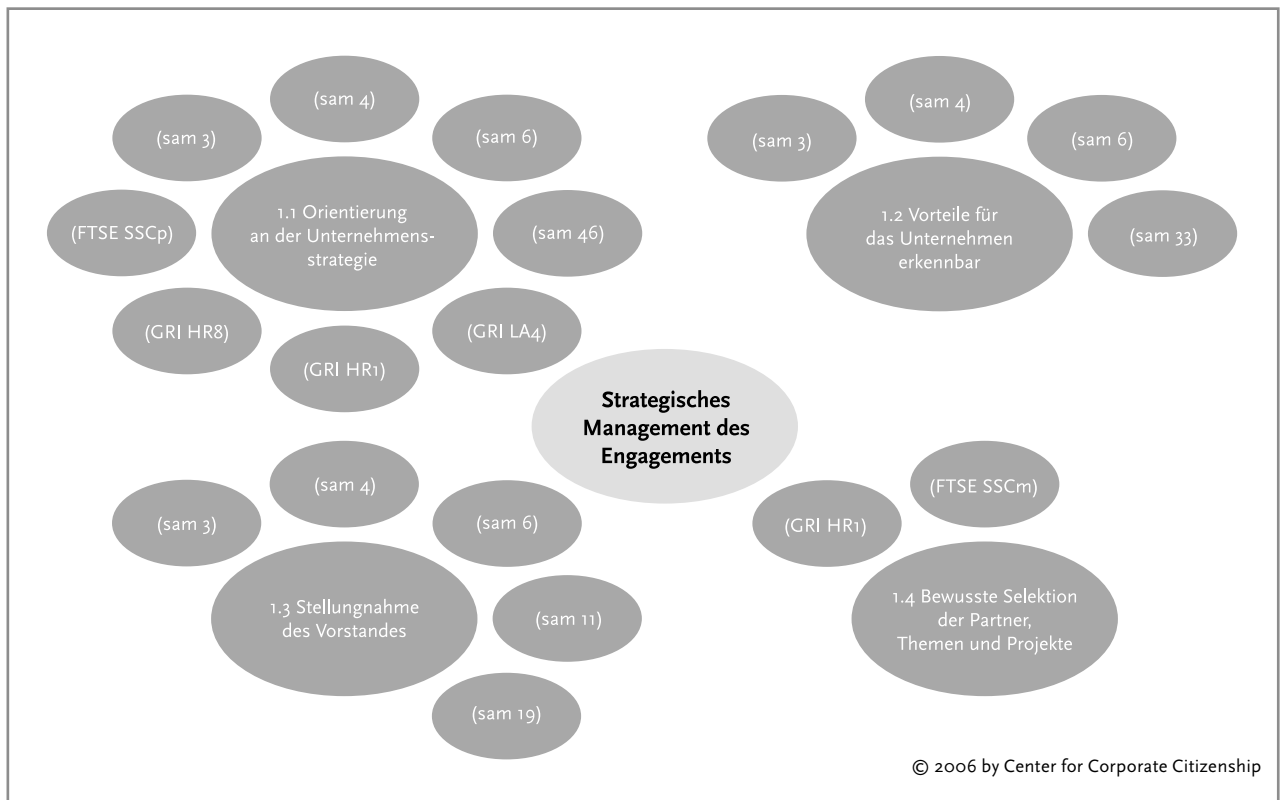 (sam 4)
(sam 3)
(sam 6)
(FTSE SSCp)
1.1 Orientierung
an der Unternehmens-
strategie
(sam 46)
(GRI HR8)
(GRI HR1)
(GRI LA4)
(sam 4)
(sam 3)
(sam 6)
1.2 Vorteile für
das Unternehmen
erkennbar
(sam 33)
Strategisches
Management des
Engagements
(sam 4)
(sam 3)
(sam 6)
1.3 Stellungnahme
des Vorstandes
(sam 11)
(sam 19)
(FTSE SSCm)
(GRI HR1)
1.4 Bewusste Selektion
der Partner,
Themen und Projekte
© 2006 by Center for Corporate Citizenship